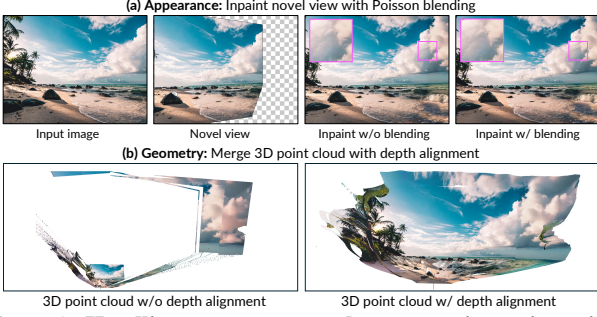 (a) Appearance: Inpaint novel view with Poisson blending
Input image
Novel view
Inpaint w/o blending
Inpaint w/ blending
(b) Geometry: Merge 3D point cloud with depth alignment
3D point cloud w/o depth alignment
3D point cloud w/ depth alignment